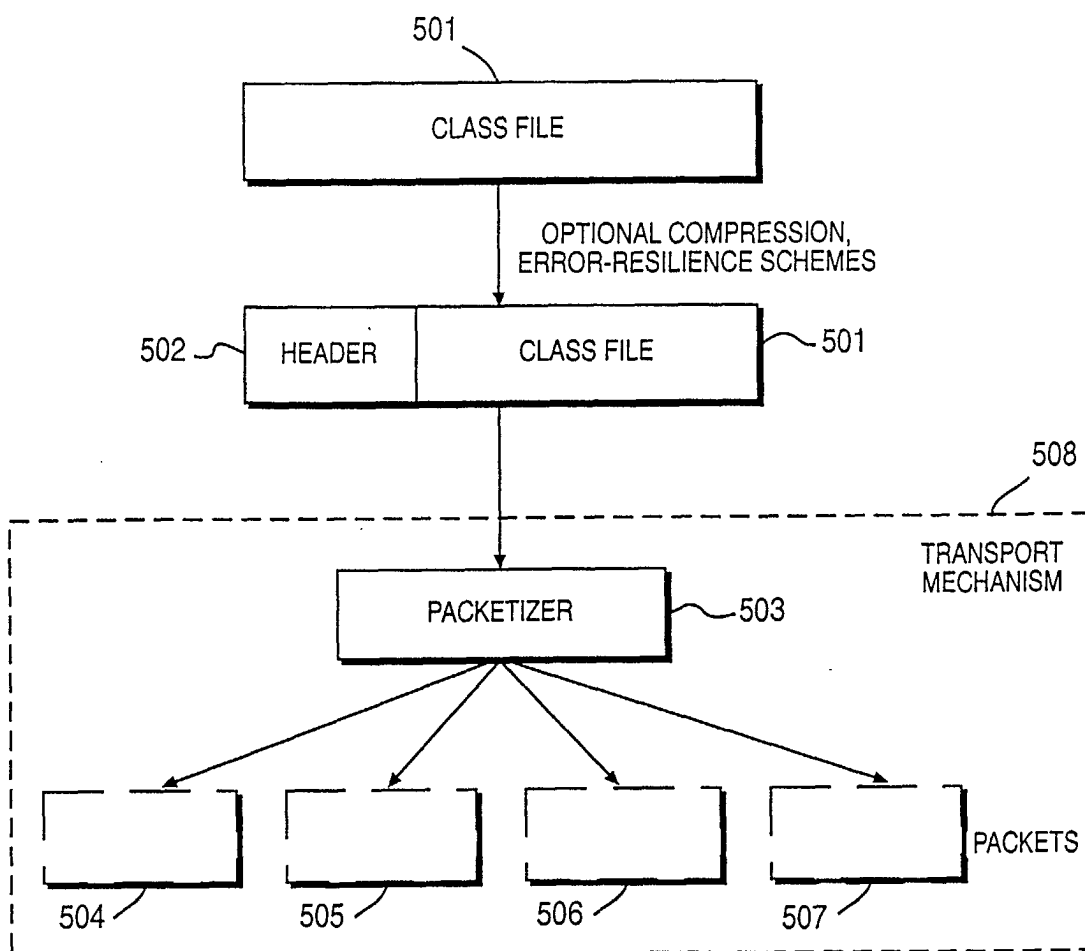 501
CLASS FILE
OPTIONAL COMPRESSION,
ERROR-RESILIENCE SCHEMES
502
HEADER
CLASS FILE
501
508
TRANSPORT
MECHANISM
PACKETIZER
503
PACKETS
504
505
506
507